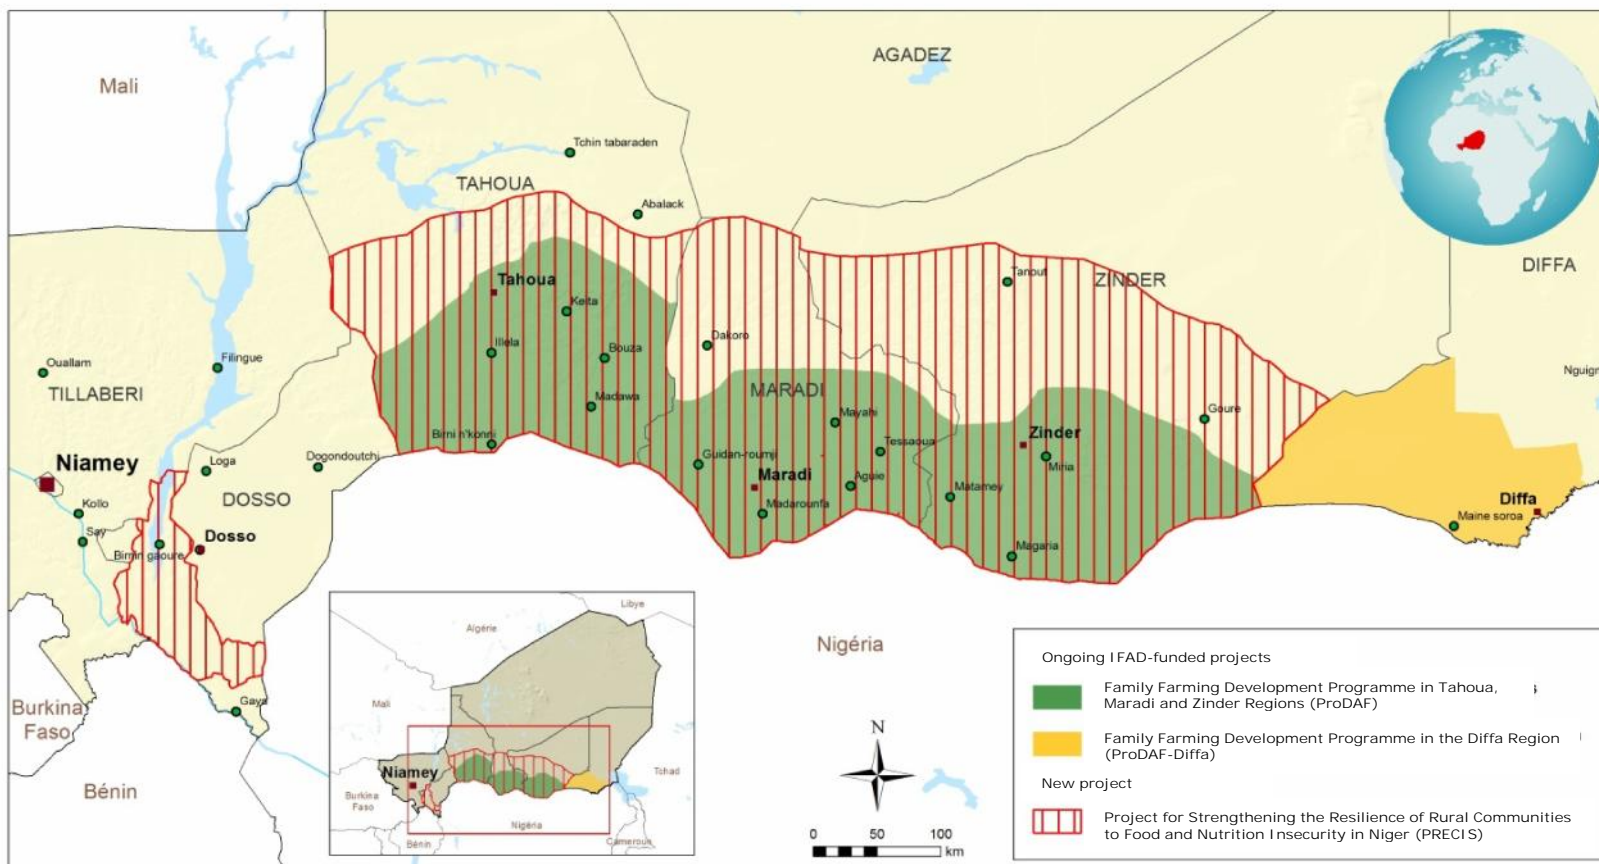 Mali
AGADEZ
Tchin tabaraden
TAHOUA
Abalack
DIFFA
Tahoua
Tanout
ZINDER
Keita
Dakoro
Illela
Bouza
Ouallam
Filingue
TILLABERI
MARADI
Madawa
Mayahi
Goure
Birni n'konni
Tessaoua
Zinder
Miria
Niamey
Loga
Dogondoutchi
Guidan-roumji
Maradi
Aguie
Matamey
DOSSO
Kollo
Madarounfa
Diffa
Maine soroa
Say
Dosso
Birnin gaoure
Magaria
Gaya
Burkina
Faso
Bénin
Nigéria
Libye
Algérie
Mali
Niamey
Tchad
Burkina
Faso
Nigéria
Bénin
Cameroun
N
0 50 100
km
Ongoing IFAD-funded projects
Family Farming Development Programme in Tahoua,
Maradi and Zinder Regions (ProDAF)
Family Farming Development Programme in the Diffa Region
(ProDAF-Diffa)
New project
Project for Strengthening the Resilience of Rural Communities
to Food and Nutrition Insecurity in Niger (PRECIS)